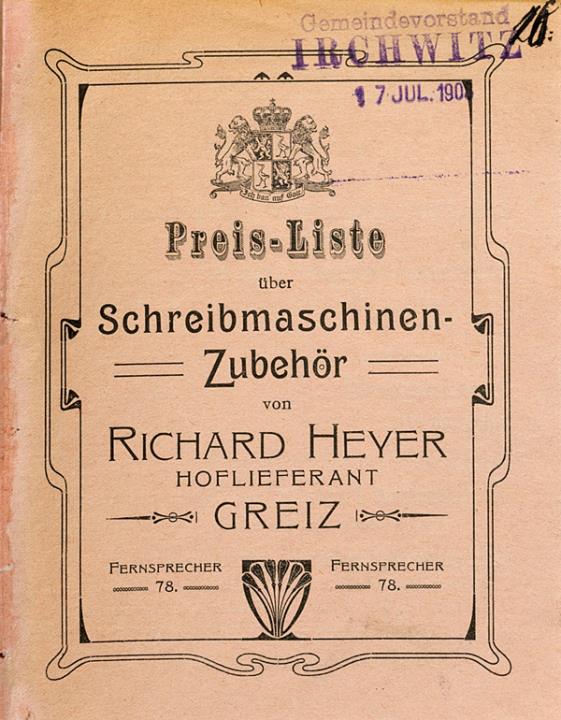 Gemeindevorstand
IRCHWITZ
17. JUL. 190
Preis-Liste
über
Schreibmaschinen-
Zubehör
von
RICHARD HEYER
HOFLIEFERANT
GREIZ
FERNSPRECHER
78.
FERNSPRECHER
78.